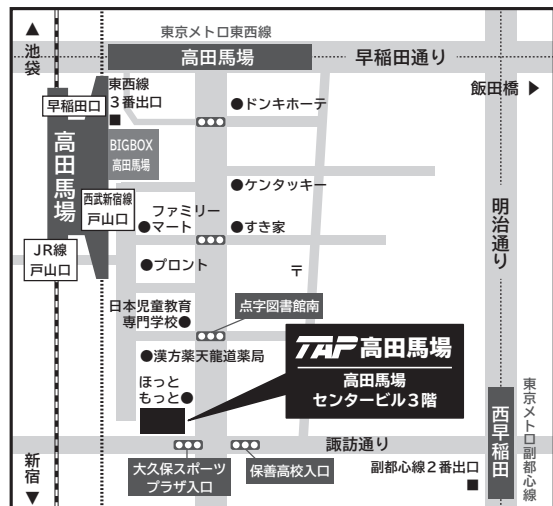 ▲
池袋
東京メトロ東西線
高田馬場
早稲田通り
飯田橋 ▶
早稲田口
東西線
3番出口
■
●ドンキホーテ
高田馬場
BIGBOX
高田馬場
西武新宿線
戸山口
●ケンタッキー
ファミリー
●マート
●すき家
明治通り
JR線
戸山口
●プロント
〒
日本児童教育
専門学校●
点字図書館南
●漢方薬天龍道薬局
TAP高田馬場
高田馬場
センタービル3階
ほっと
もっと●
西早稲田
東京メトロ副都心線
諏訪通り
新宿
▼
大久保スポーツ
プラザ入口
保善高校入口
副都心線2番出口
■